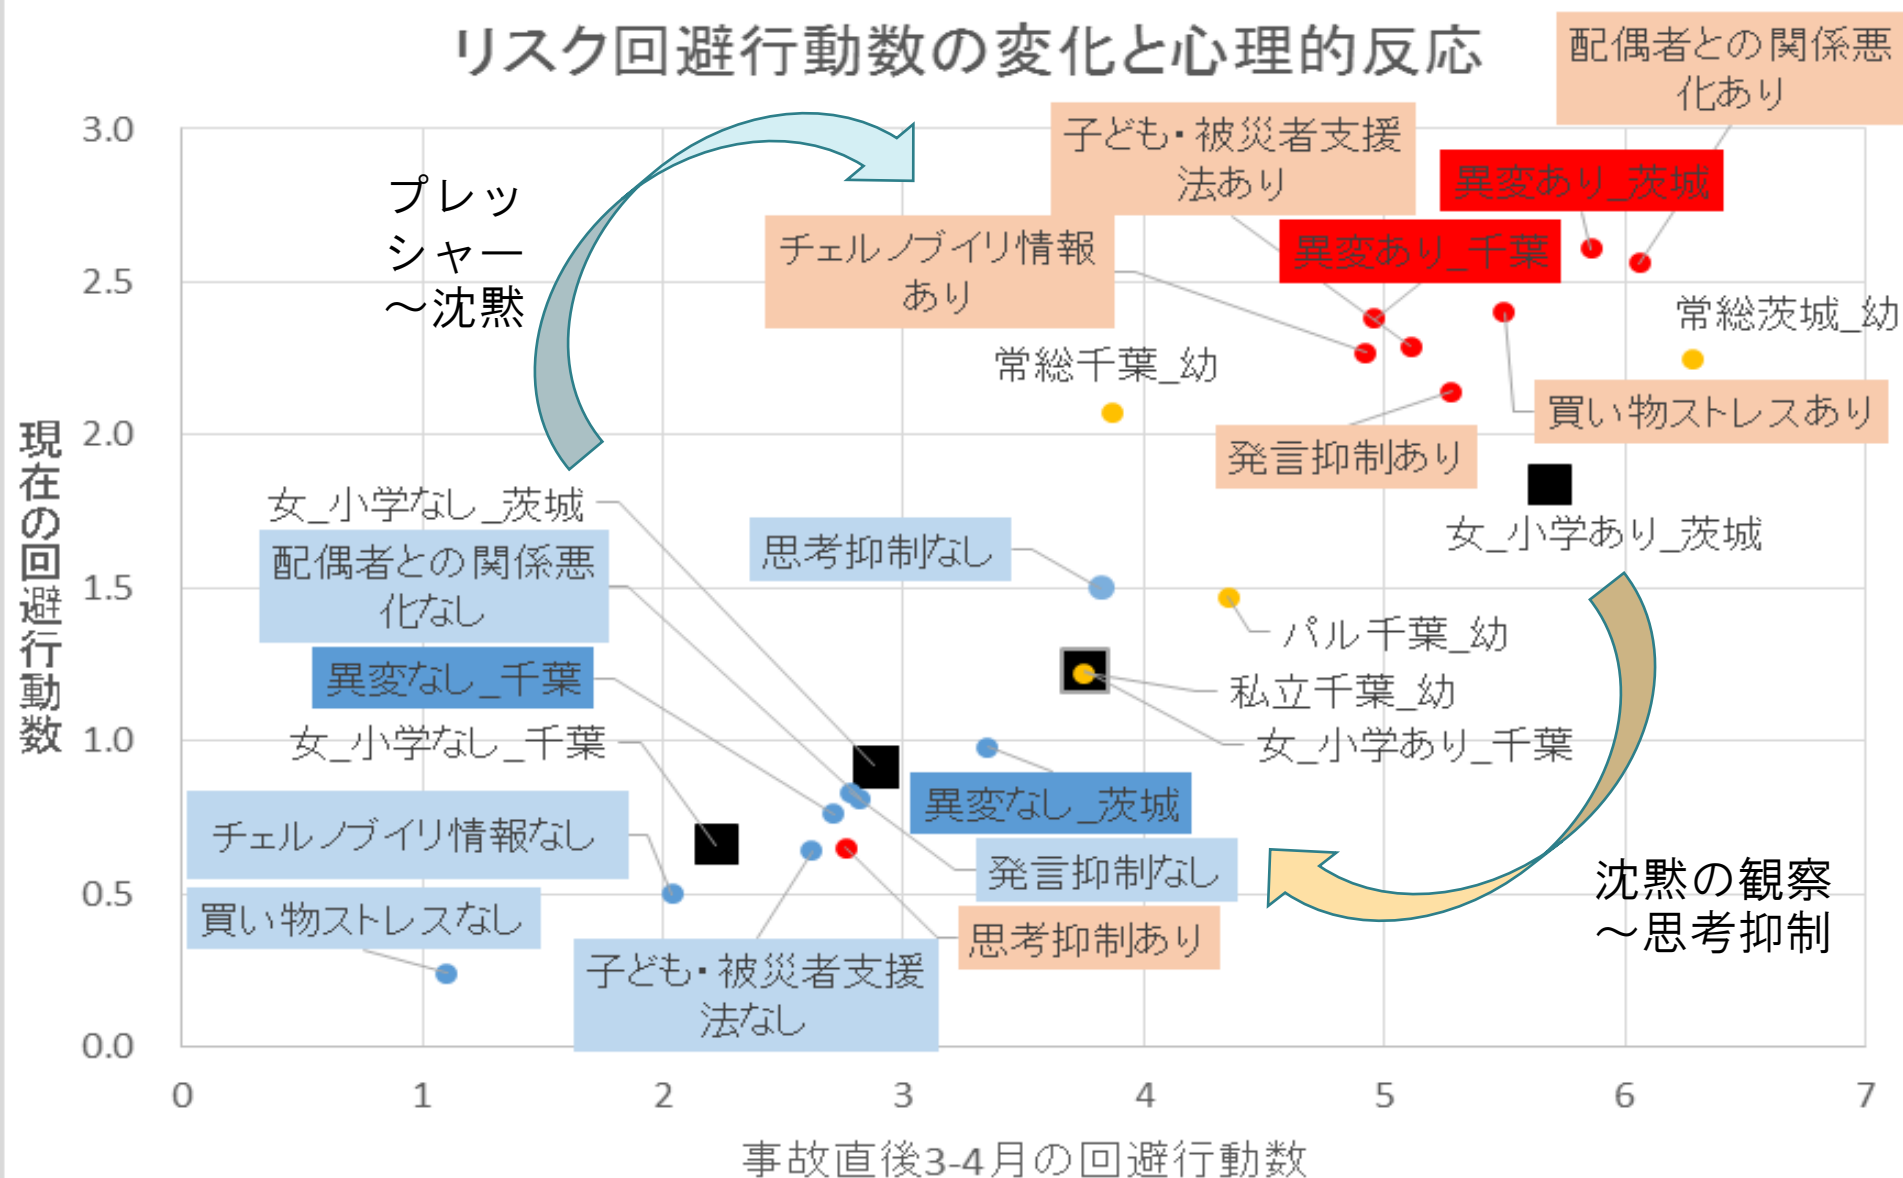 リスク回避行動数の変化と心理的反応
配偶者との関係悪
化あり
子ども・被災者支援
法あり
異変あり_茨城
プレッ
シャー
～沈黙
チェルノブイリ情報
あり
異変あり_千葉
常総茨城_幼
常総千葉_幼
買い物ストレスあり
発言抑制あり
女_小学なし_茨城
女_小学あり_茨城
思考抑制なし
配偶者との関係悪
化なし
パル千葉_幼
異変なし_千葉
私立千葉_幼
女_小学なし_千葉
女_小学あり_千葉
異変なし_茨城
チェルノブイリ情報なし
発言抑制なし
沈黙の観察
～思考抑制
買い物ストレスなし
思考抑制あり
子ども・被災者支援
法なし
現在の回避行動数
3.0
2.5
2.0
1.5
1.0
0.5
0.0
0 1 2 3 4 5 6 7
事故直後3-4月の回避行動数